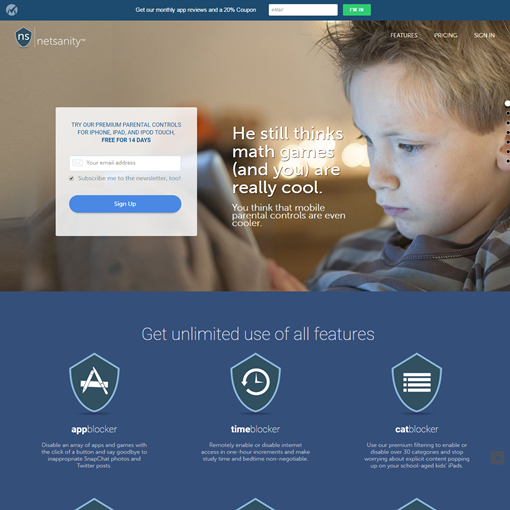 Get our monthly app reviews and a 20% Coupon
eMail
I'M IN
ns netsanity™
FEATURES PRICING SIGN IN
TRY OUR PREMIUM PARENTAL CONTROLS
FOR IPHONE, IPAD, AND IPOD TOUCH,
FREE FOR 14 DAYS
Your email address
Subscribe me to the newsletter, too!
Sign Up
He still thinks
math games
(and you) are
really cool.
You think that mobile
parental controls are even
cooler.
Get unlimited use of all features
appblocker
Disable an array of apps and games with
the click of a button and say goodbye to
inappropriate SnapChat photos and
Twitter posts.
timeblocker
Remotely enable or disable internet
access in one-hour increments and make
study time and bedtime non-negotiable.
catblocker
Use our premium filtering to enable or
disable over 30 categories and stop
worrying about explicit content popping
up on your school-aged kids' iPads.